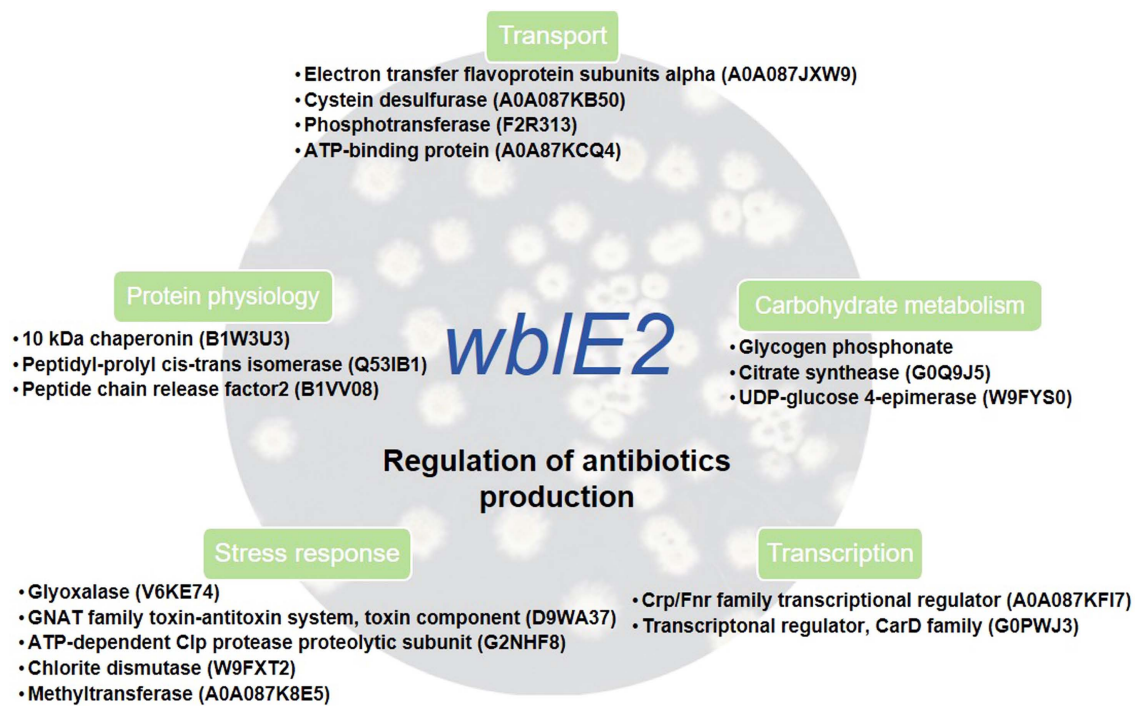 Transport
• Electron transfer flavoprotein subunits alpha (A0A087JXW9)
• Cystein desulfurase (A0A087KB50)
• Phosphotransferase (F2R313)
• ATP-binding protein (A0A87KCQ4)
Protein physiology
• 10 kDa chaperonin (B1W3U3)
• Peptidyl-prolyl cis-trans isomerase (Q53IB1)
• Peptide chain release factor2 (B1VV08)
wblE2
Carbohydrate metabolism
• Glycogen phosphonate
• Citrate synthease (G0Q9J5)
• UDP-glucose 4-epimerase (W9FYS0)
Regulation of antibiotics
production
Stress response
• Glyoxalase (V6KE74)
• GNAT family toxin-antitoxin system, toxin component (D9WA37)
• ATP-dependent Clp protease proteolytic subunit (G2NHF8)
• Chlorite dismutase (W9FXT2)
• Methyltransferase (A0A087K8E5)
Transcription
• Crp/Fnr family transcriptional regulator (A0A087KFI7)
• Transcriptonal regulator, CarD family (G0PWJ3)